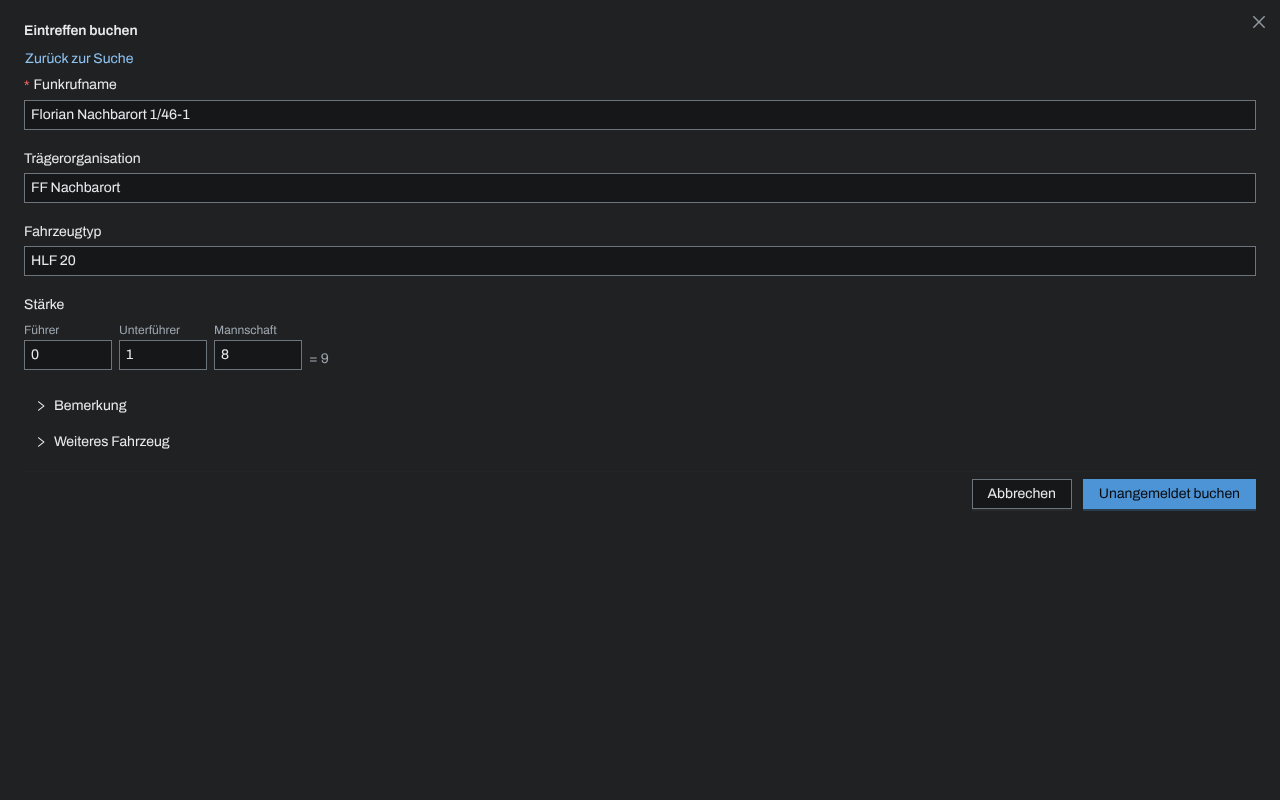 Eintreffen buchen
Zurück zur Suche
* Funkrufname
Florian Nachbarort 1/46-1
Trägerorganisation
FF Nachbarort
Fahrzeugtyp
HLF 20
Stärke
Führer Unterführer Mannschaft
0 1 8 = 9
Bemerkung
Weiteres Fahrzeug
Abbrechen Unangemeldet buchen